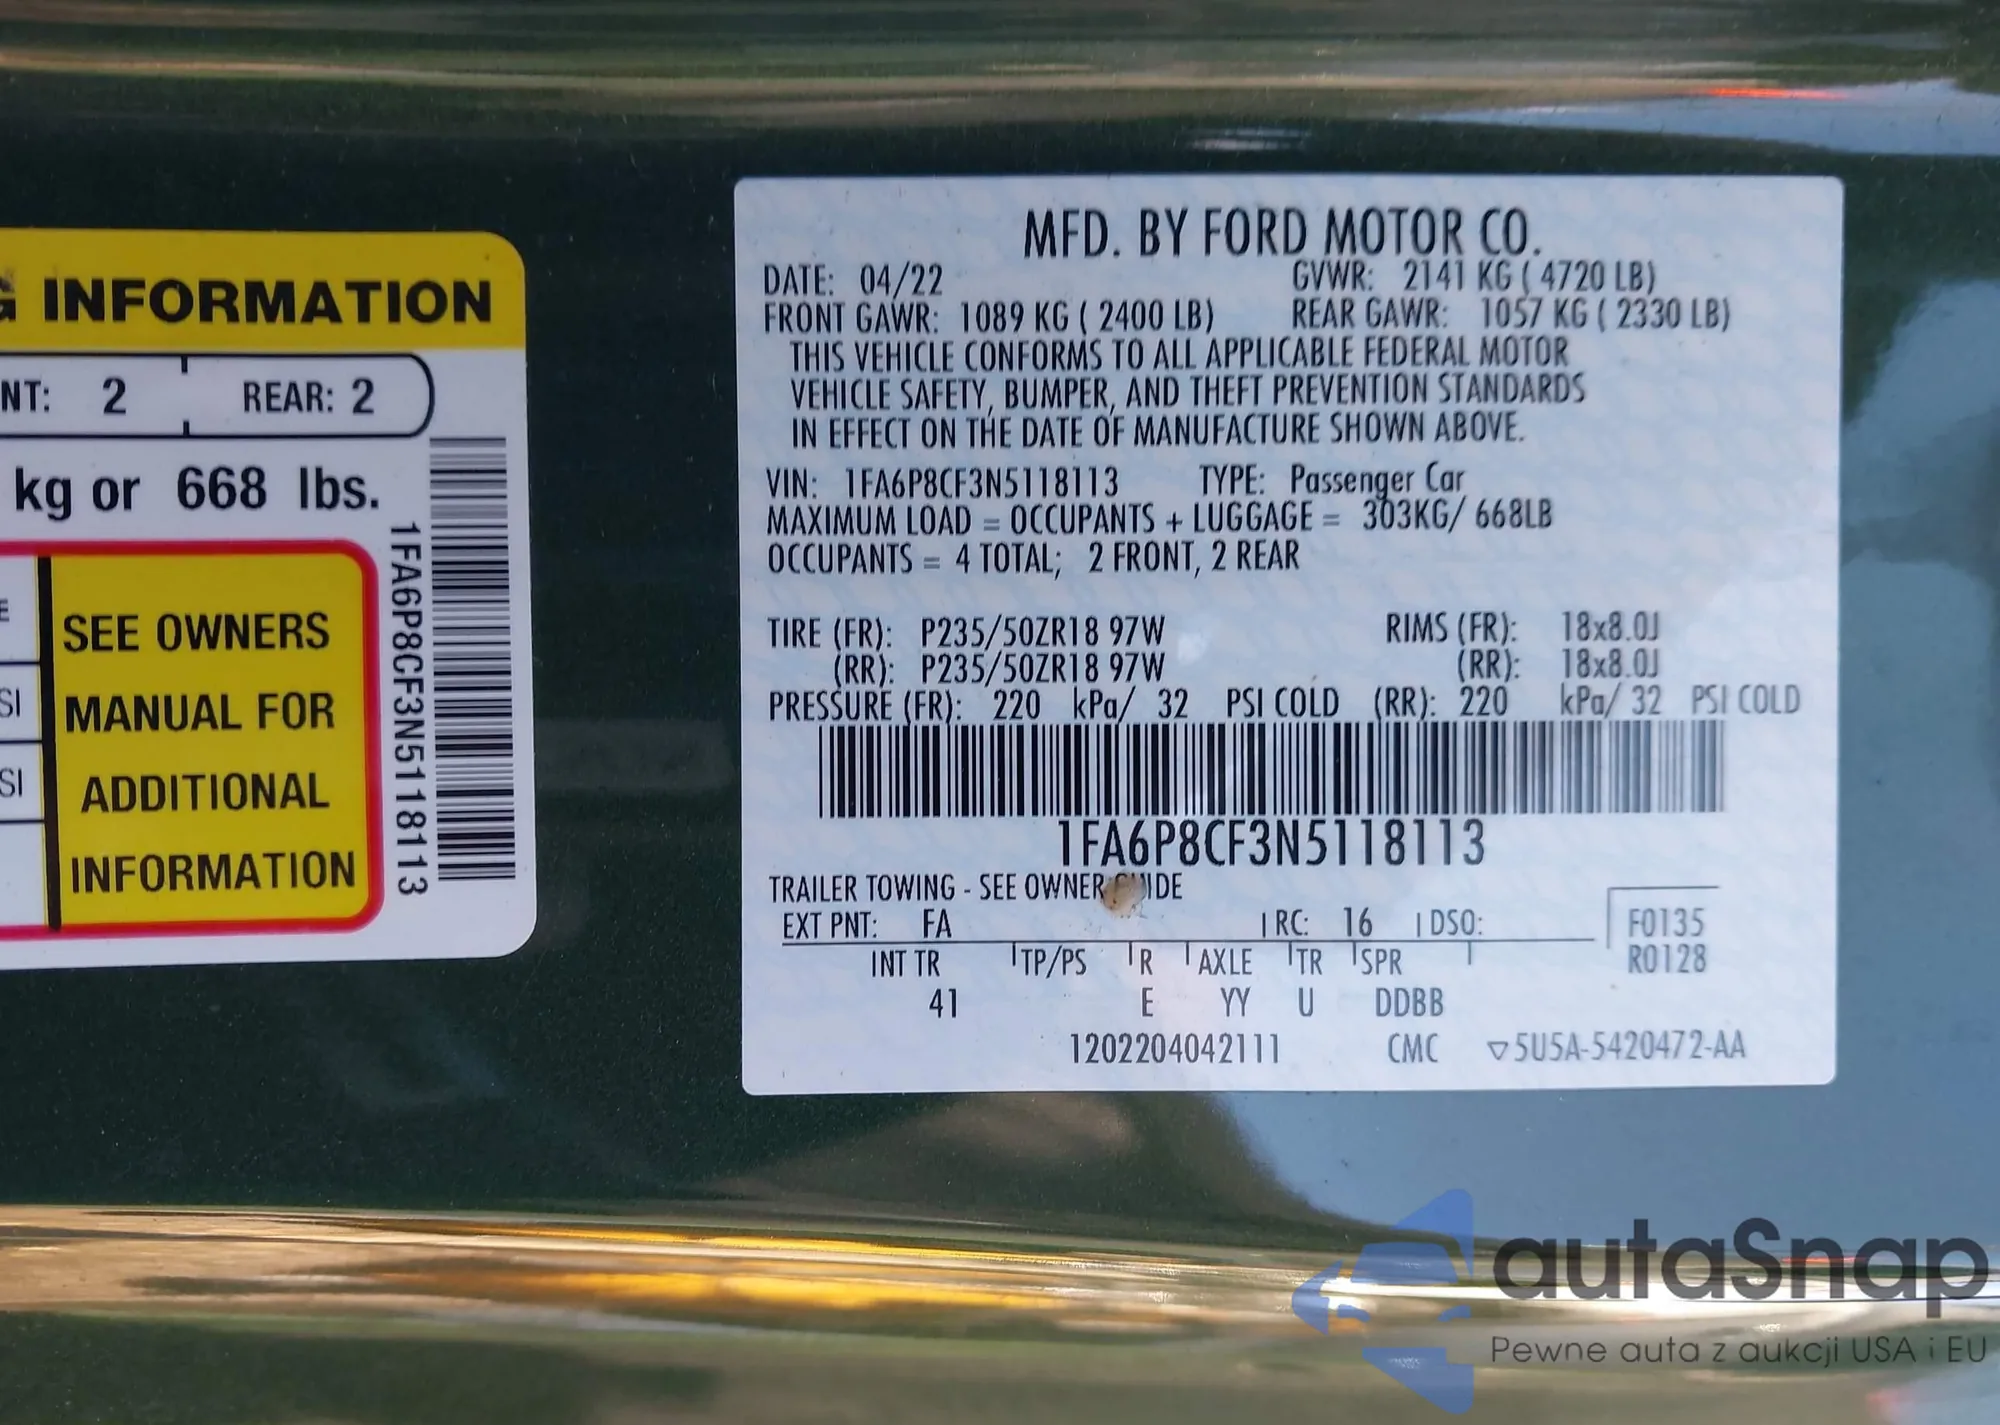 INFORMATION
NT: 2 REAR: 2
kg or 668 lbs.
SEE OWNERS
MANUAL FOR
ADDITIONAL
INFORMATION
1FA6P8CF3N5118113
MFD. BY FORD MOTOR CO.
DATE: 04/22 GVWR: 2141 KG ( 4720 LB)
FRONT GAWR: 1089 KG ( 2400 LB) REAR GAWR: 1057 KG ( 2330 LB)
THIS VEHICLE CONFORMS TO ALL APPLICABLE FEDERAL MOTOR
VEHICLE SAFETY, BUMPER, AND THEFT PREVENTION STANDARDS
IN EFFECT ON THE DATE OF MANUFACTURE SHOWN ABOVE.
VIN: 1FA6P8CF3N5118113 TYPE: Passenger Car
MAXIMUM LOAD = OCCUPANTS + LUGGAGE = 303KG/ 668LB
OCCUPANTS = 4 TOTAL; 2 FRONT, 2 REAR
TIRE (FR): P235/50ZR18 97W RIMS (FR): 18x8.0J
(RR): P235/50ZR18 97W (RR): 18x8.0J
PRESSURE (FR): 220 kPa/ 32 PSI COLD (RR): 220 kPa/ 32 PSI COLD
1FA6P8CF3N5118113
TRAILER TOWING - SEE OWNER GUIDE
EXT PNT: FA RC: 16 DSO: F0135
R0128
INT TR TP/PS R AXLE TR SPR
41 E YY U DDBB
1202204042111 CMC ▽5U5A-5420472-AA
autaSnap
Pewne auta z aukcji USA i EU